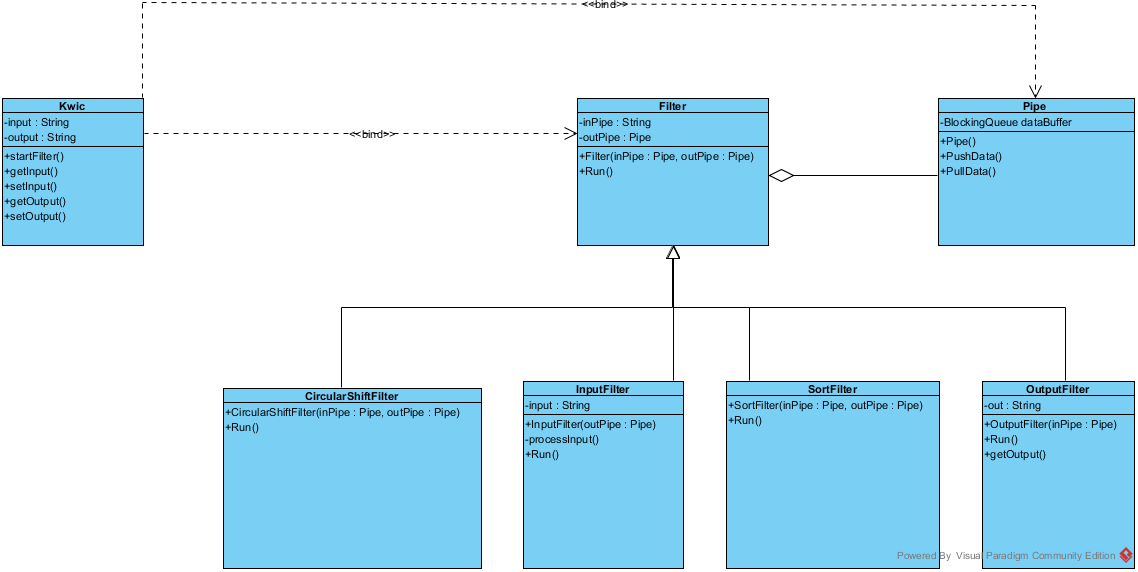 <<bind>>
Kwic
-input : String
-output : String
+startFilter()
+getInput()
+setInput()
+getOutput()
+setOutput()
<<bind>>
Filter
-inPipe : String
-outPipe : Pipe
+Filter(inPipe : Pipe, outPipe : Pipe)
+Run()
Pipe
-BlockingQueue dataBuffer
+Pipe()
+PushData()
+PullData()
CircularShiftFilter
+CircularShiftFilter(inPipe : Pipe, outPipe : Pipe)
+Run()
InputFilter
-input : String
+InputFilter(outPipe : Pipe)
-processInput()
+Run()
SortFilter
+SortFilter(inPipe : Pipe, outPipe : Pipe)
+Run()
OutputFilter
-out : String
+OutputFilter(inPipe : Pipe)
+Run()
+getOutput()
Powered By Visual Paradigm Community Edition